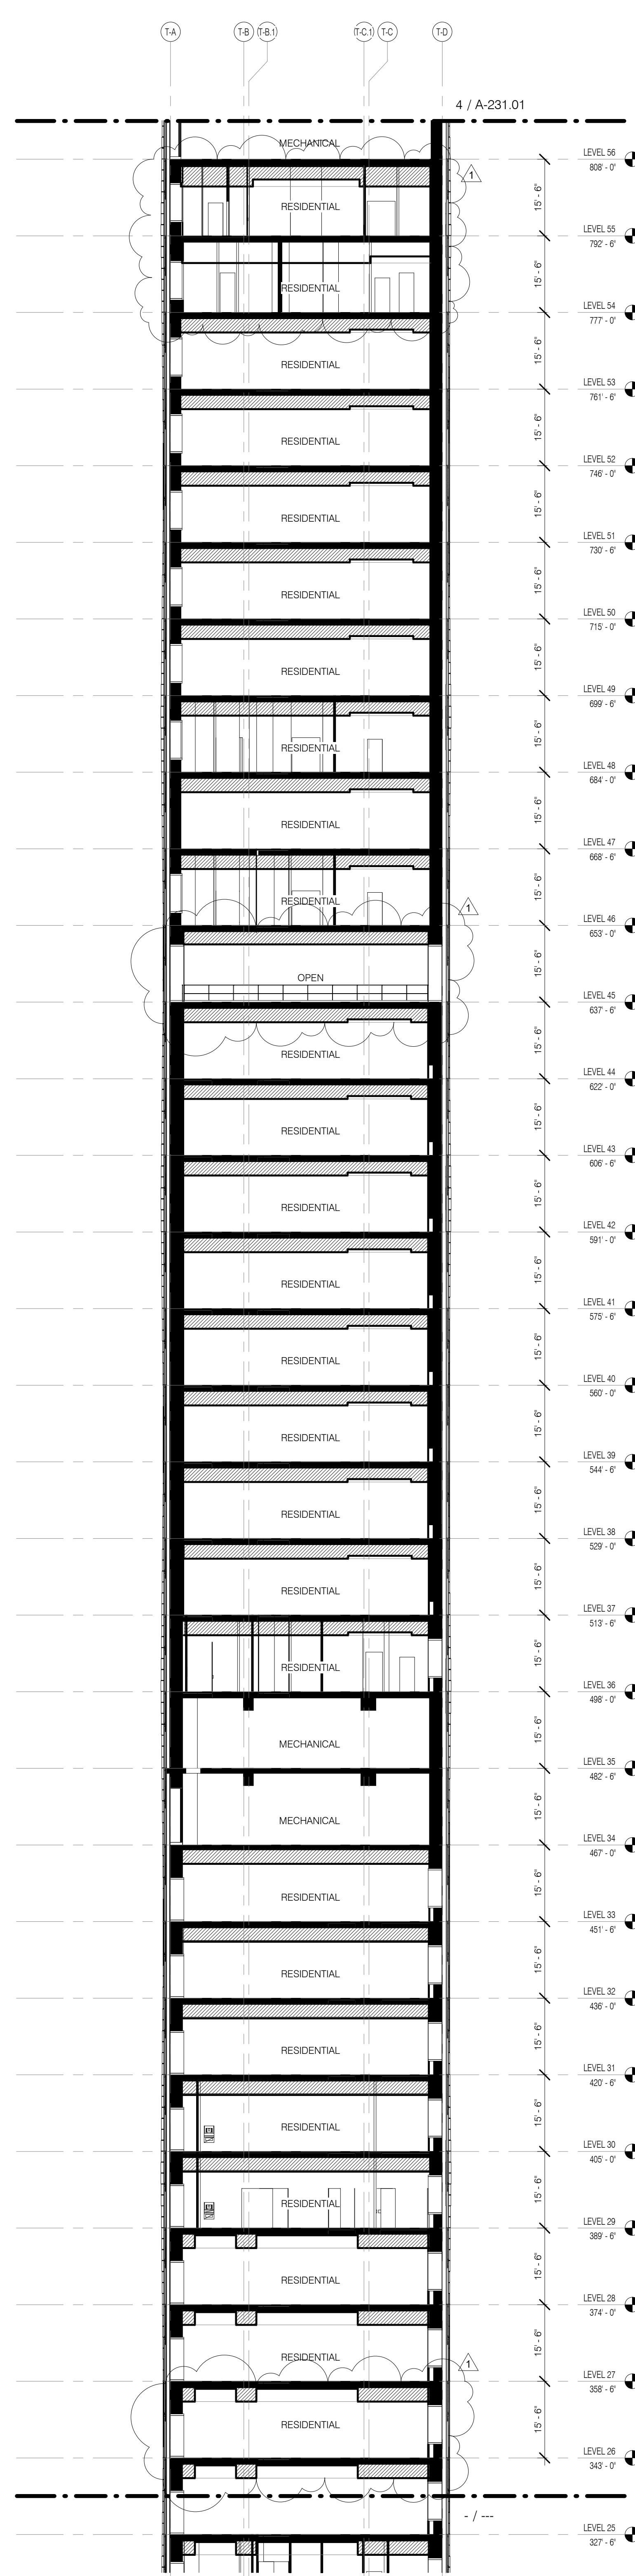 T-A T-B T-B.1 T-C.1 T-C T-D
4 / A-231.01
MECHANICAL
LEVEL 56
808' - 0"
1
15' - 6"
RESIDENTIAL
LEVEL 55
792' - 6"
15' - 6"
RESIDENTIAL
LEVEL 54
777' - 0"
15' - 6"
RESIDENTIAL
LEVEL 53
761' - 6"
15' - 6"
RESIDENTIAL
LEVEL 52
746' - 0"
15' - 6"
RESIDENTIAL
LEVEL 51
730' - 6"
15' - 6"
RESIDENTIAL
LEVEL 50
715' - 0"
15' - 6"
RESIDENTIAL
LEVEL 49
699' - 6"
15' - 6"
RESIDENTIAL
LEVEL 48
684' - 0"
15' - 6"
RESIDENTIAL
LEVEL 47
668' - 6"
15' - 6"
RESIDENTIAL
1
LEVEL 46
653' - 0"
15' - 6"
OPEN
LEVEL 45
637' - 6"
15' - 6"
RESIDENTIAL
LEVEL 44
622' - 0"
15' - 6"
RESIDENTIAL
LEVEL 43
606' - 6"
15' - 6"
RESIDENTIAL
LEVEL 42
591' - 0"
15' - 6"
RESIDENTIAL
LEVEL 41
575' - 6"
15' - 6"
RESIDENTIAL
LEVEL 40
560' - 0"
15' - 6"
RESIDENTIAL
LEVEL 39
544' - 6"
15' - 6"
RESIDENTIAL
LEVEL 38
529' - 0"
15' - 6"
RESIDENTIAL
LEVEL 37
513' - 6"
15' - 6"
RESIDENTIAL
LEVEL 36
498' - 0"
15' - 6"
MECHANICAL
LEVEL 35
482' - 6"
15' - 6"
MECHANICAL
LEVEL 34
467' - 0"
15' - 6"
RESIDENTIAL
LEVEL 33
451' - 6"
15' - 6"
RESIDENTIAL
LEVEL 32
436' - 0"
15' - 6"
RESIDENTIAL
LEVEL 31
420' - 6"
15' - 6"
RESIDENTIAL
LEVEL 30
405' - 0"
15' - 6"
RESIDENTIAL
LEVEL 29
389' - 6"
15' - 6"
RESIDENTIAL
LEVEL 28
374' - 0"
15' - 6"
RESIDENTIAL
1
LEVEL 27
358' - 6"
15' - 6"
RESIDENTIAL
LEVEL 26
343' - 0"
- / ---
LEVEL 25
327' - 6"